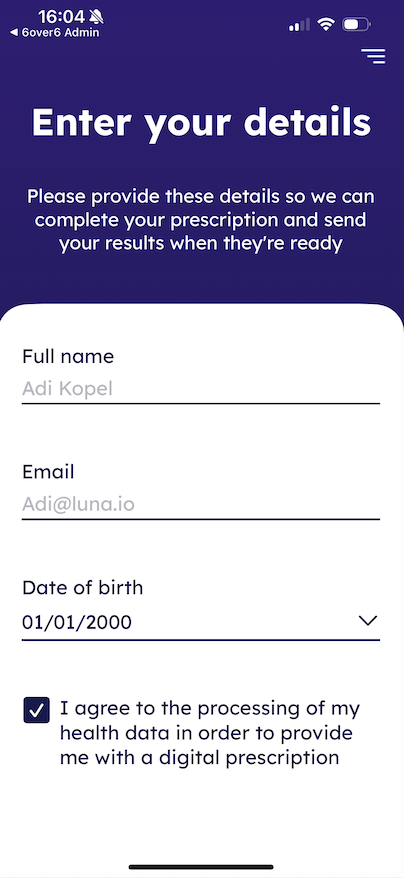 16:04
◀ 6over6 Admin
Enter your details
Please provide these details so we can
complete your prescription and send
your results when they're ready
Full name
Adi Kopel
Email
Adi@luna.io
Date of birth
01/01/2000
I agree to the processing of my
health data in order to provide
me with a digital prescription